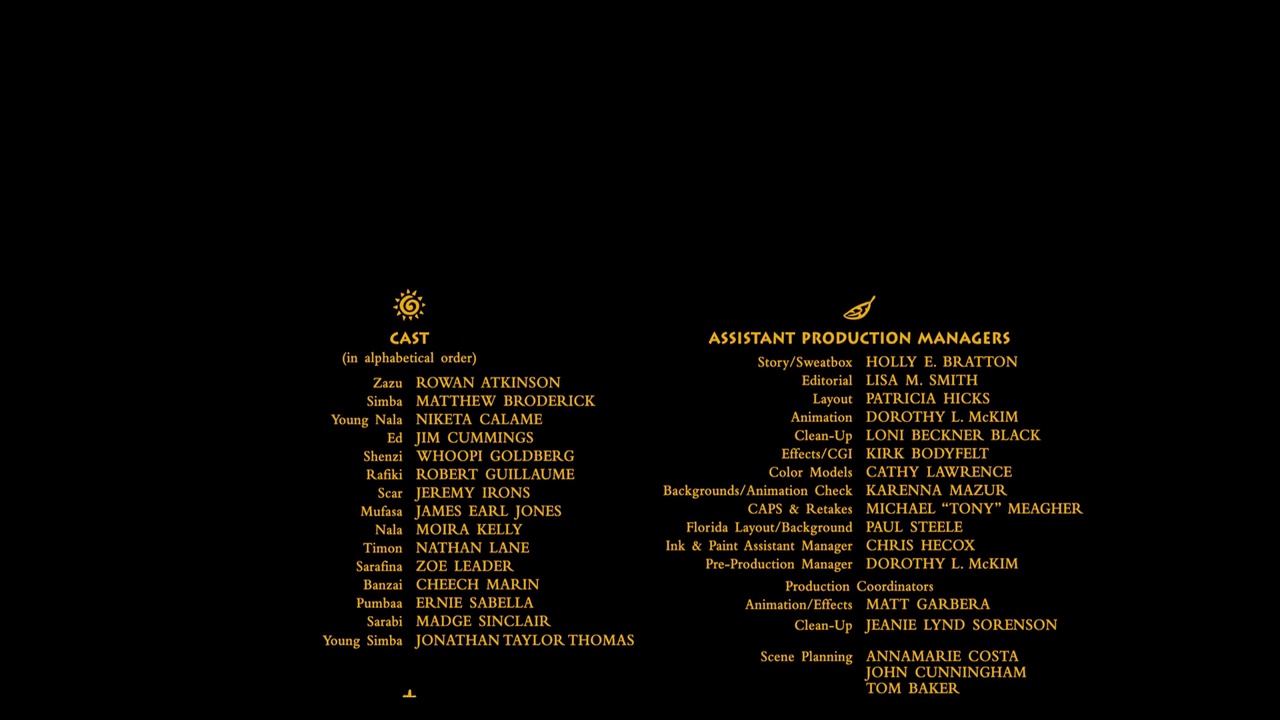 CAST
(in alphabetical order)
Zazu ROWAN ATKINSON
Simba MATTHEW BRODERICK
Young Nala NIKETA CALAME
Ed JIM CUMMINGS
Shenzi WHOOPI GOLDBERG
Rafiki ROBERT GUILLAUME
Scar JEREMY IRONS
Mufasa JAMES EARL JONES
Nala MOIRA KELLY
Timon NATHAN LANE
Sarafina ZOE LEADER
Banzai CHEECH MARIN
Pumbaa ERNIE SABELLA
Sarabi MADGE SINCLAIR
Young Simba JONATHAN TAYLOR THOMAS
ASSISTANT PRODUCTION MANAGERS
Story/Sweatbox HOLLY E. BRATTON
Editorial LISA M. SMITH
Layout PATRICIA HICKS
Animation DOROTHY L. McKIM
Clean-Up LONI BECKNER BLACK
Effects/CGI KIRK BODYFELT
Color Models CATHY LAWRENCE
Backgrounds/Animation Check KARENNA MAZUR
CAPS & Retakes MICHAEL “TONY” MEAGHER
Florida Layout/Background PAUL STEELE
Ink & Paint Assistant Manager CHRIS HECOX
Pre-Production Manager DOROTHY L. McKIM
Production Coordinators
Animation/Effects MATT GARBERA
Clean-Up JEANIE LYND SORENSON
Scene Planning ANNAMARIE COSTA
JOHN CUNNINGHAM
TOM BAKER